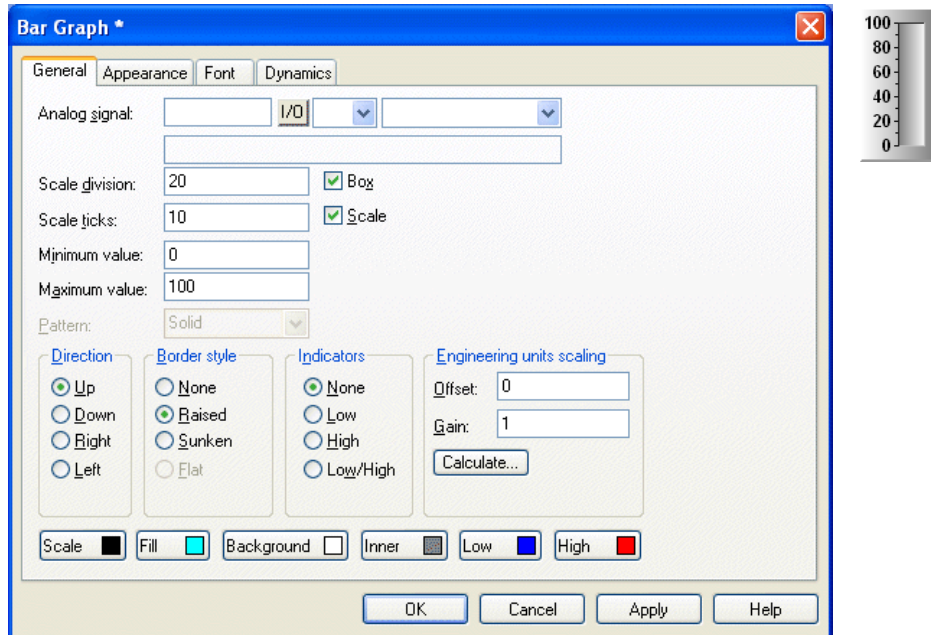 Bar Graph *
General Appearance Font Dynamics
Analog signal: I/O
Scale division: 20 Box
Scale ticks: 10 Scale
Minimum value: 0
Maximum value: 100
Pattern: Solid
Direction Border style Indicators Engineering units scaling
Up None None Offset: 0
Down Raised Low Gain: 1
Right Sunken High Calculate...
Left Flat Low/High
Scale Fill Background Inner Low High
OK Cancel Apply Help
100
80
60
40
20
0